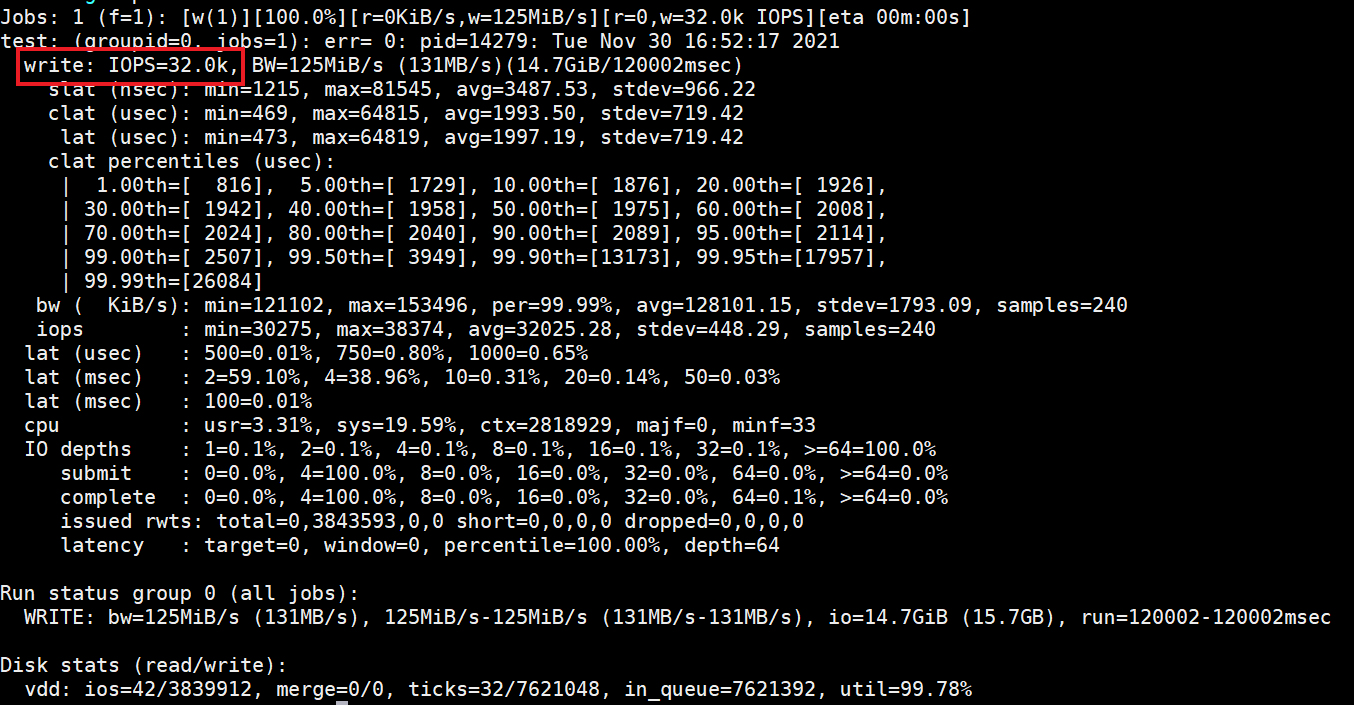 Jobs: 1 (f=1): [w(1)][100.0%][r=0KiB/s,w=125MiB/s][r=0,w=32.0k IOPS][eta 00m:00s]
test: (groupid=0, jobs=1): err= 0: pid=14279: Tue Nov 30 16:52:17 2021
  write: IOPS=32.0k, BW=125MiB/s (131MB/s)(14.7GiB/120002msec)
    slat (nsec): min=1215, max=81545, avg=3487.53, stdev=966.22
    clat (usec): min=469, max=64815, avg=1993.50, stdev=719.42
     lat (usec): min=473, max=64819, avg=1997.19, stdev=719.42
    clat percentiles (usec):
     |  1.00th=[  816],  5.00th=[ 1729], 10.00th=[ 1876], 20.00th=[ 1926],
     | 30.00th=[ 1942], 40.00th=[ 1958], 50.00th=[ 1975], 60.00th=[ 2008],
     | 70.00th=[ 2024], 80.00th=[ 2040], 90.00th=[ 2089], 95.00th=[ 2114],
     | 99.00th=[ 2507], 99.50th=[ 3949], 99.90th=[13173], 99.95th=[17957],
     | 99.99th=[26084]
   bw (  KiB/s): min=121102, max=153496, per=99.99%, avg=128101.15, stdev=1793.09, samples=240
   iops        : min=30275, max=38374, avg=32025.28, stdev=448.29, samples=240
  lat (usec)   : 500=0.01%, 750=0.80%, 1000=0.65%
  lat (msec)   : 2=59.10%, 4=38.96%, 10=0.31%, 20=0.14%, 50=0.03%
  lat (msec)   : 100=0.01%
  cpu          : usr=3.31%, sys=19.59%, ctx=2818929, majf=0, minf=33
  IO depths    : 1=0.1%, 2=0.1%, 4=0.1%, 8=0.1%, 16=0.1%, 32=0.1%, >=64=100.0%
     submit    : 0=0.0%, 4=100.0%, 8=0.0%, 16=0.0%, 32=0.0%, 64=0.0%, >=64=0.0%
     complete  : 0=0.0%, 4=100.0%, 8=0.0%, 16=0.0%, 32=0.0%, 64=0.1%, >=64=0.0%
     issued rwts: total=0,3843593,0,0 short=0,0,0,0 dropped=0,0,0,0
     latency   : target=0, window=0, percentile=100.00%, depth=64

Run status group 0 (all jobs):
  WRITE: bw=125MiB/s (131MB/s), 125MiB/s-125MiB/s (131MB/s-131MB/s), io=14.7GiB (15.7GB), run=120002-120002msec

Disk stats (read/write):
  vdd: ios=42/3839912, merge=0/0, ticks=32/7621048, in_queue=7621392, util=99.78%